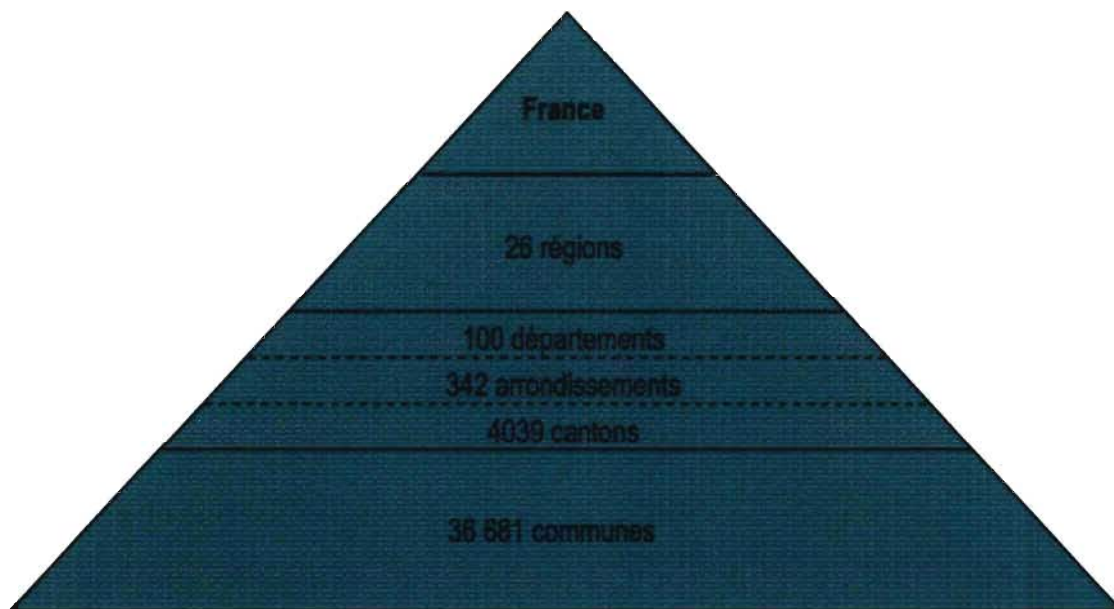 France
26 régions
100 départements
342 arrondissements
4039 cantons
36 681 communes